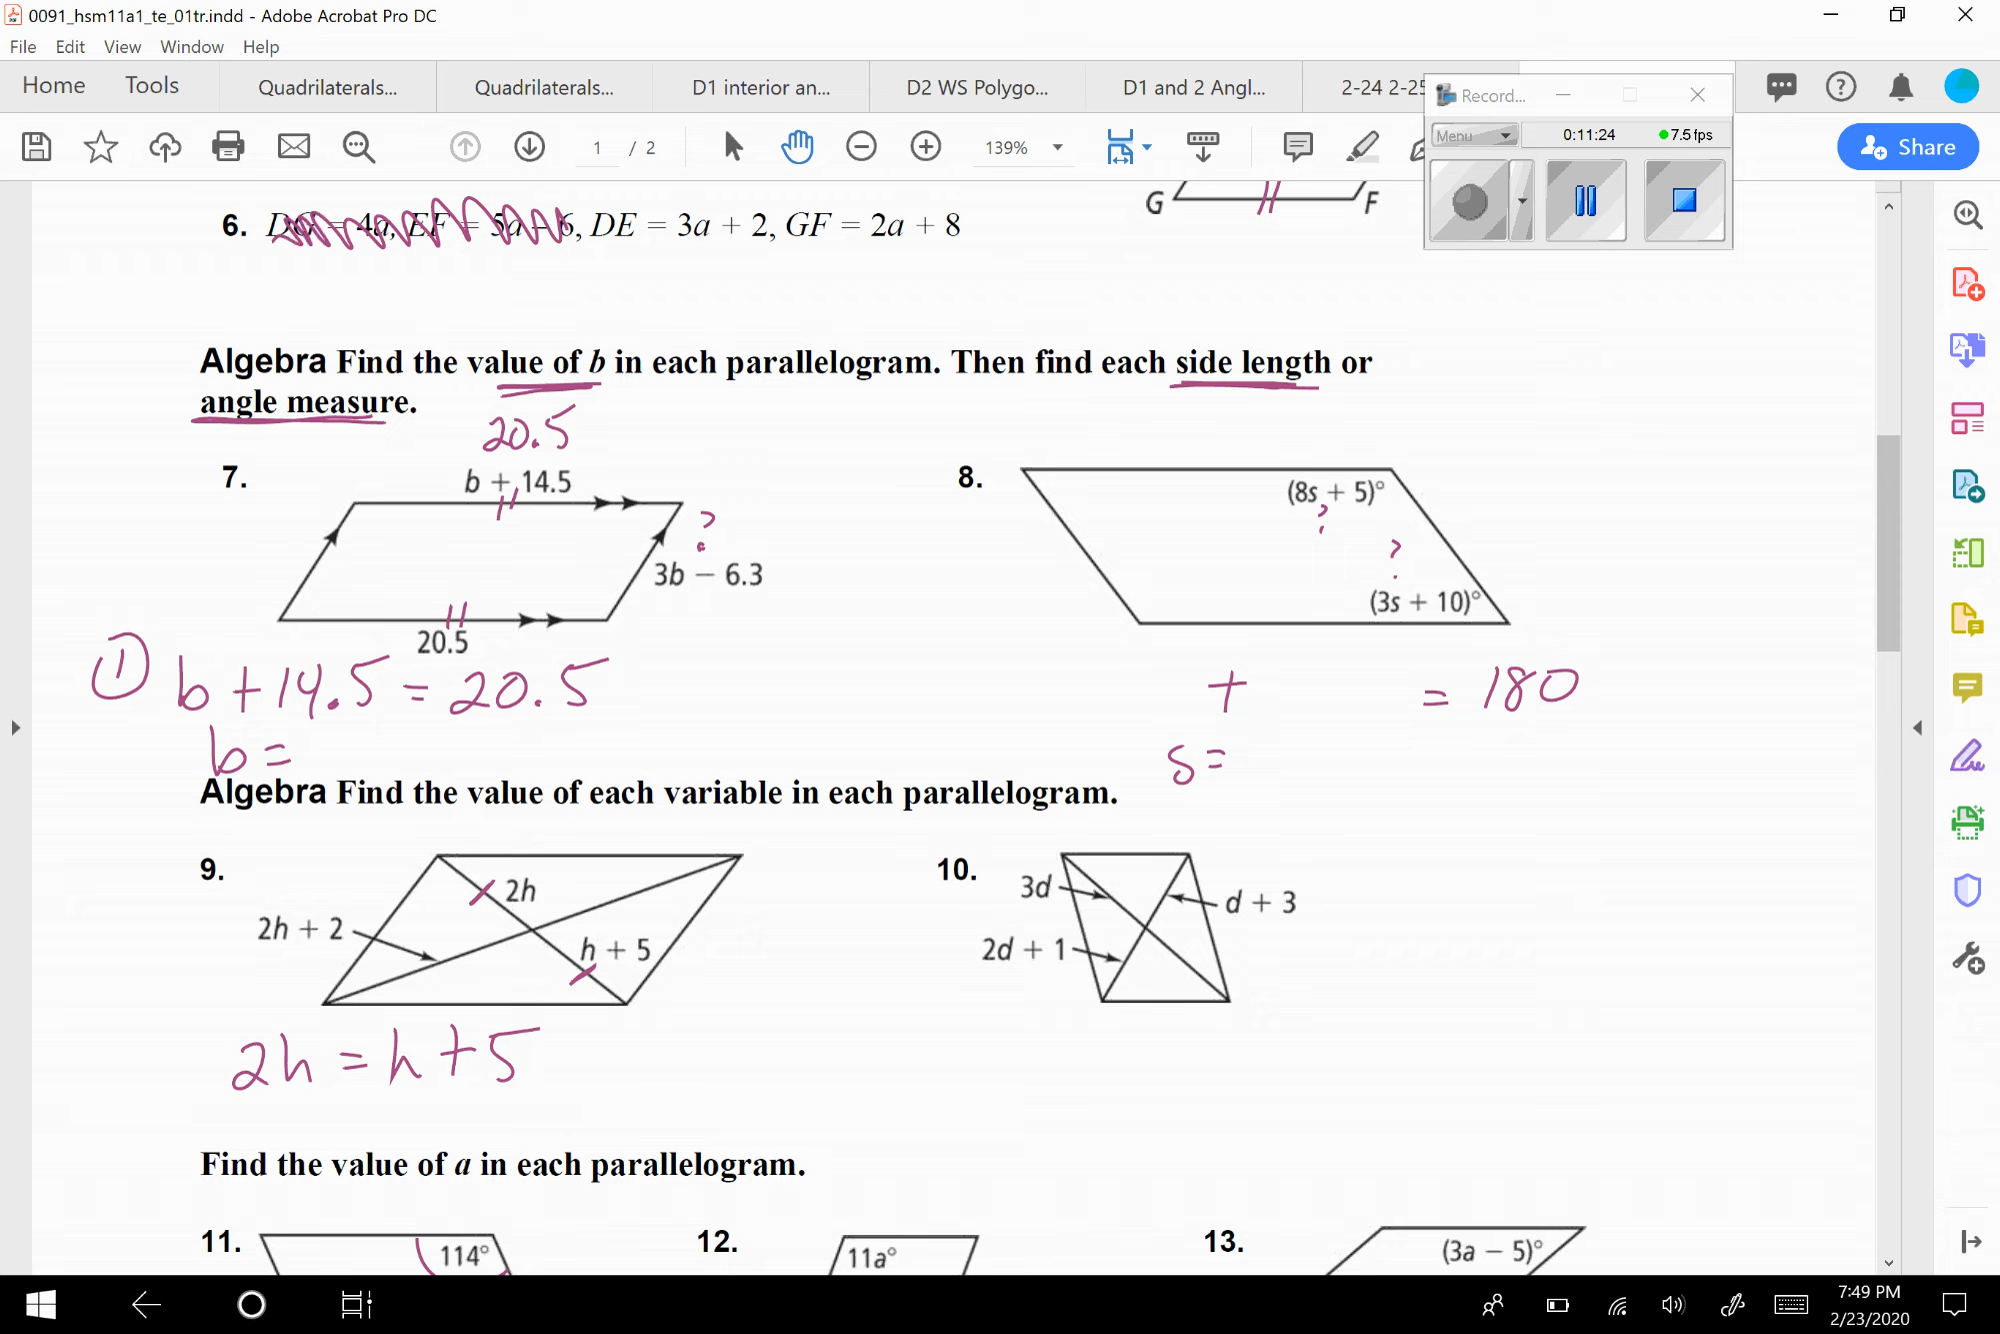 0091_hsm11a1_te_01tr.indd - Adobe Acrobat Pro DC
File Edit View Window Help
Home Tools Quadrilaterals... Quadrilaterals... D1 interior an... D2 WS Polygo... D1 and 2 Angl... 2-24 2-25
Record...
Menu 0:11:24 7.5 fps
1 / 2 139% Share
G F
6. DG = 4a, EF = 5a − 6, DE = 3a + 2, GF = 2a + 8
Algebra Find the value of b in each parallelogram. Then find each side length or
angle measure.
20.5
7. b + 14.5
?
3b − 6.3
20.5
① b + 14.5 = 20.5
b =
8. (8s + 5)°
?
?
(3s + 10)°
+ = 180
s =
Algebra Find the value of each variable in each parallelogram.
9. 2h
2h + 2
h + 5
2h = h + 5
10. 3d
d + 3
2d + 1
Find the value of a in each parallelogram.
11. 114°
12. 11a°
13. (3a − 5)°
7:49 PM
2/23/2020